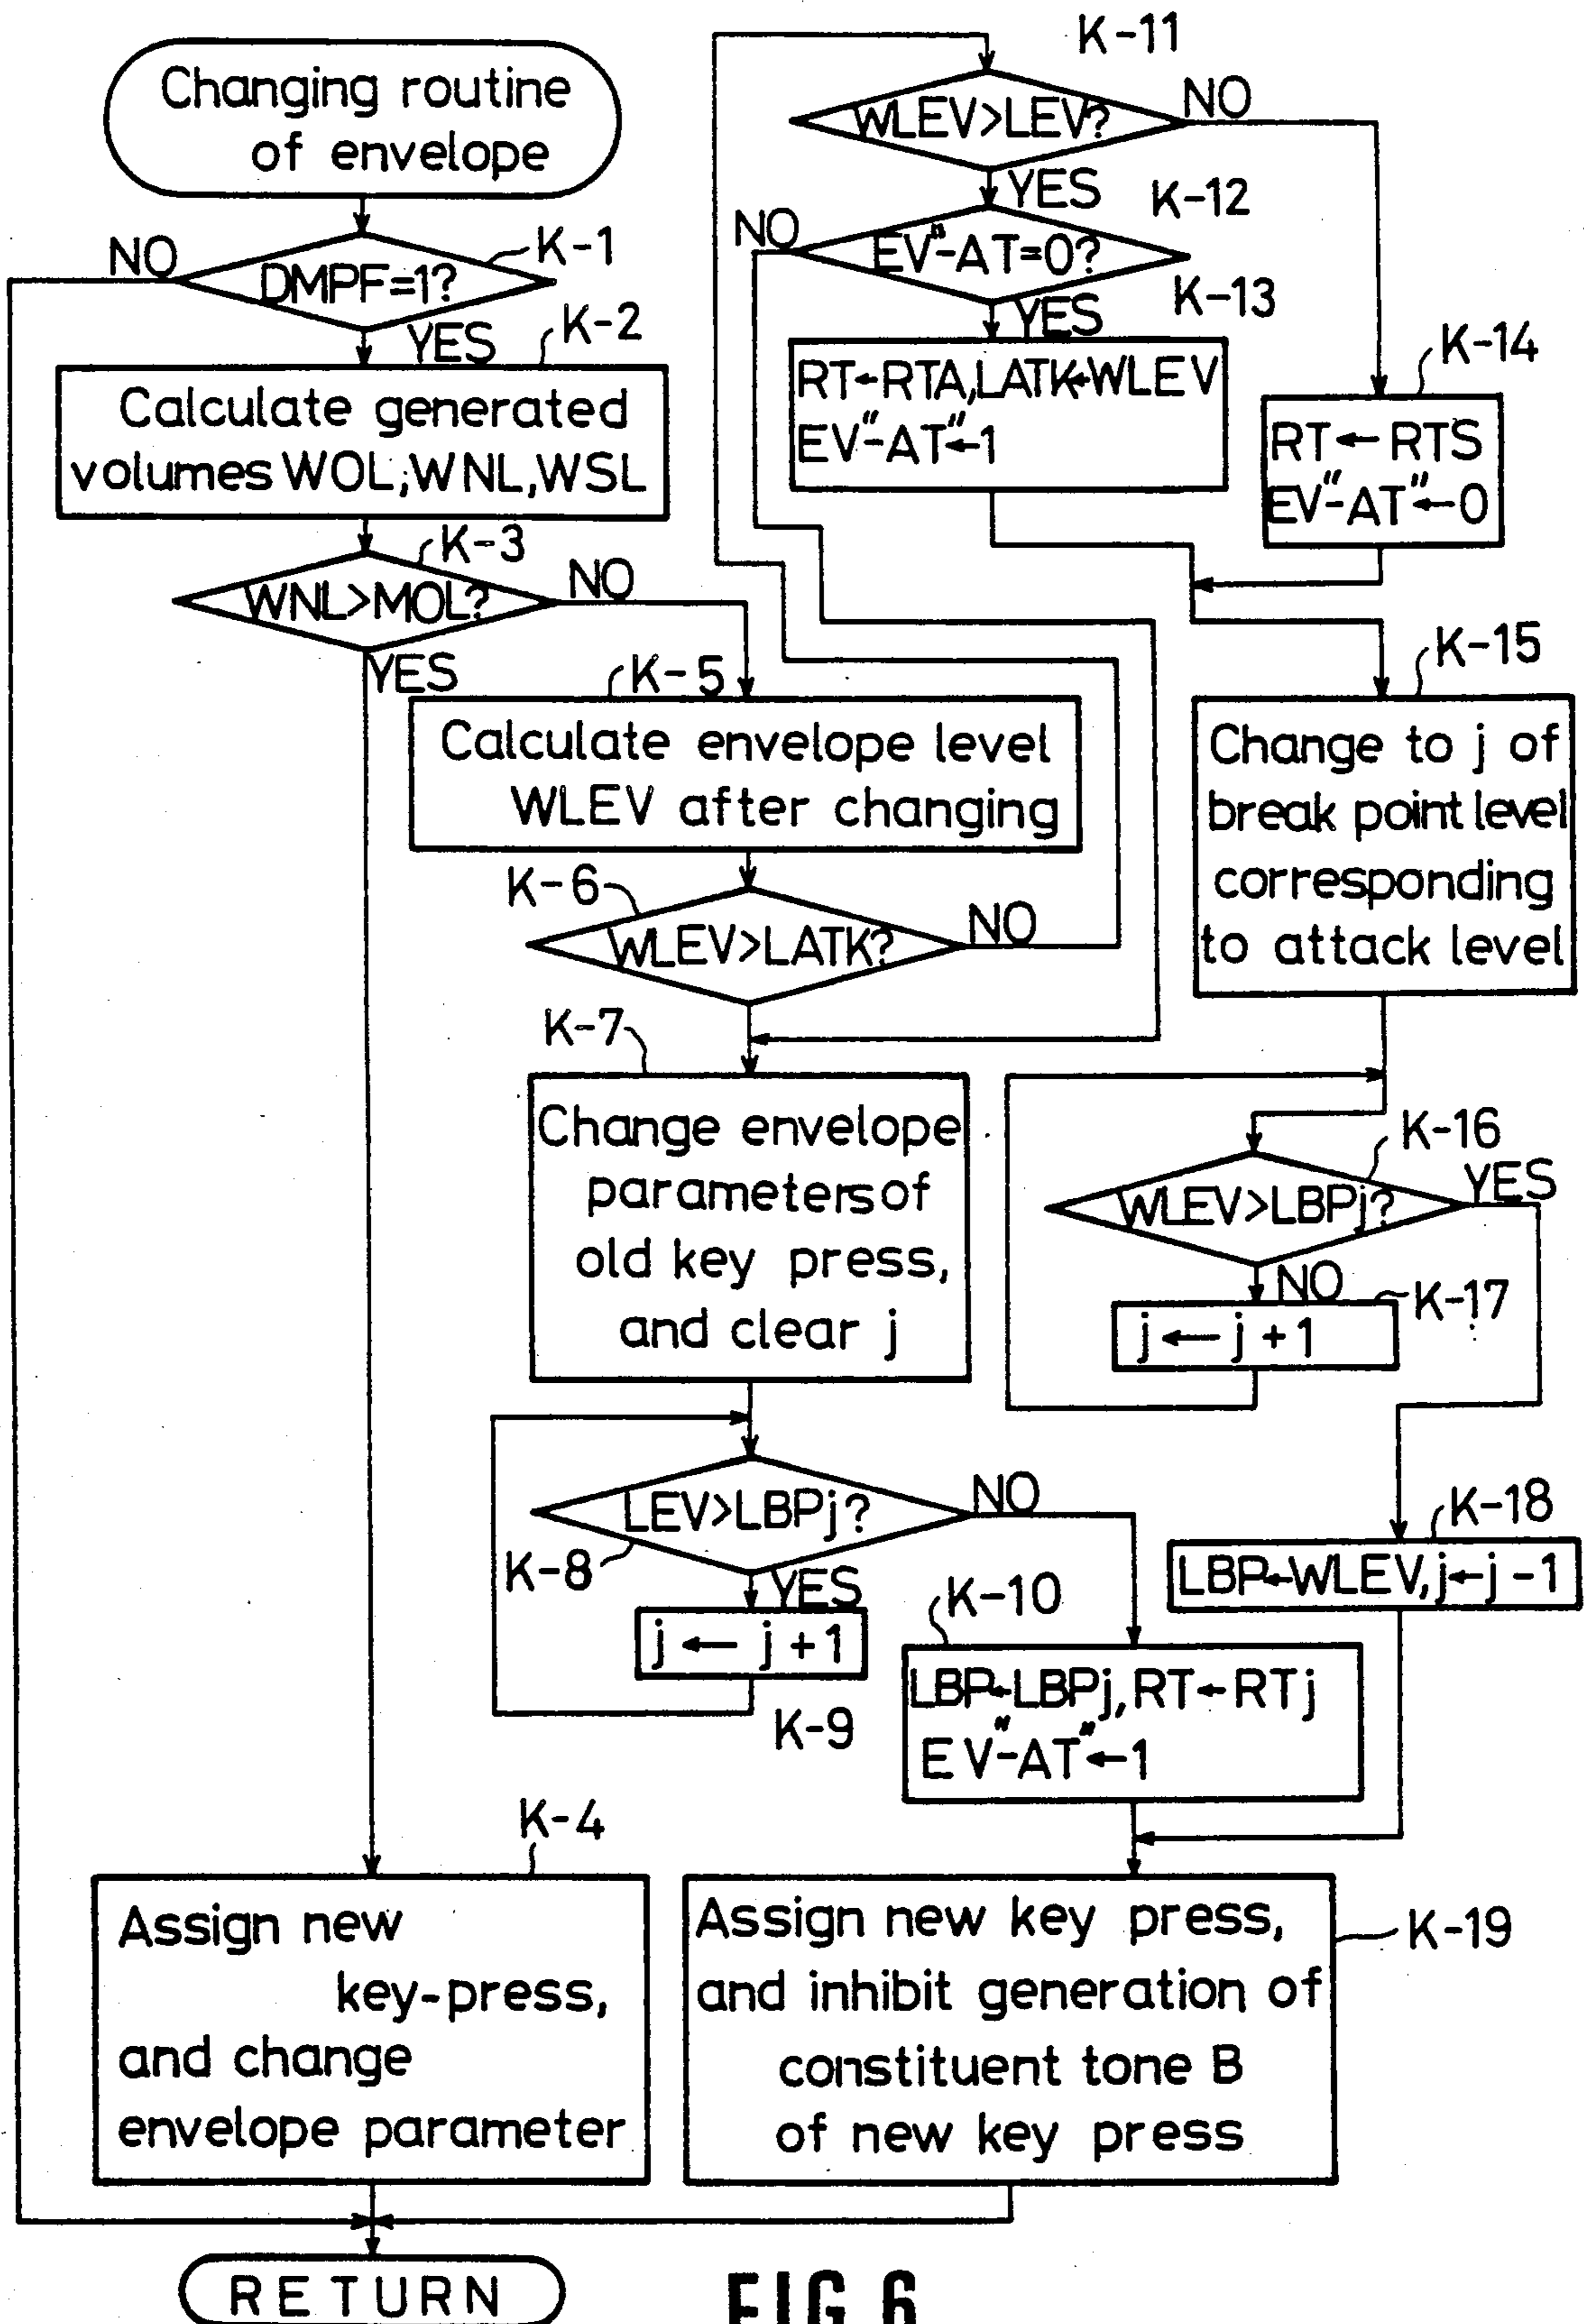 Changing routine
of envelope
NO
DMPF=1?
K-1
YES
K-2
Calculate generated
volumes WOL,WNL,WSL
K-3
WNL>MOL?
NO
YES
K-5
Calculate envelope level
WLEV after changing
K-6
WLEV>LATK?
NO
K-7
Change envelope
parameters of
old key press,
and clear j
LEV>LBPj?
NO
K-8
YES
j ← j +1
K-9
K-10
LBP←LBPj, RT←RTj
EV"-AT"←1
K-4
Assign new
key-press,
and change
envelope parameter
K-11
WLEV>LEV?
NO
YES
K-12
NO
EV"-AT=0?
YES
K-13
RT←RTA,LATK←WLEV
EV"-AT"←1
K-14
RT←RTS
EV"-AT"←0
K-15
Change to j of
break point level
corresponding
to attack level
K-16
WLEV>LBPj?
YES
NO
K-17
j ← j +1
K-18
LBP←WLEV,j←j-1
Assign new key press,
and inhibit generation of
constituent tone B
of new key press
K-19
RETURN
FIG.6